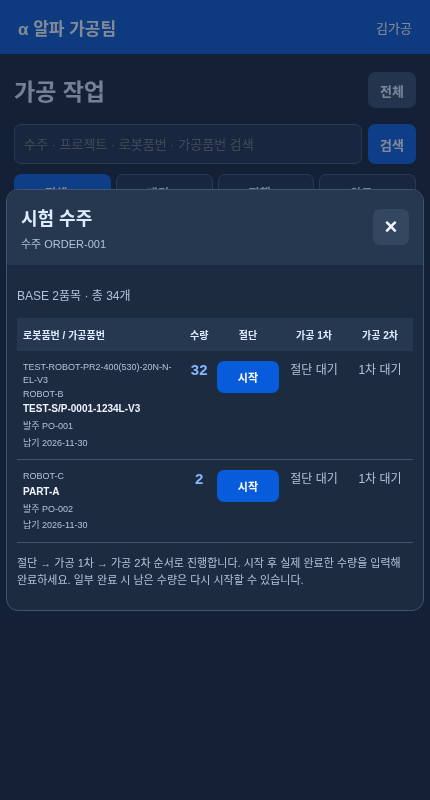 α 알파 가공팀
김가공
가공 작업
전체
수주 · 프로젝트 · 로봇품번 · 가공품번 검색
검색
시험 수주
수주 ORDER-001
×
BASE 2품목 · 총 34개
로봇품번 / 가공품번 수량 절단 가공 1차 가공 2차
TEST-ROBOT-PR2-400(530)-20N-N-
EL-V3
ROBOT-B
TEST-S/P-0001-1234L-V3
발주 PO-001
납기 2026-11-30
32 시작 절단 대기 1차 대기
ROBOT-C
PART-A
발주 PO-002
납기 2026-11-30
2 시작 절단 대기 1차 대기
절단 → 가공 1차 → 가공 2차 순서로 진행합니다. 시작 후 실제 완료한 수량을 입력해
완료하세요. 일부 완료 시 남은 수량은 다시 시작할 수 있습니다.